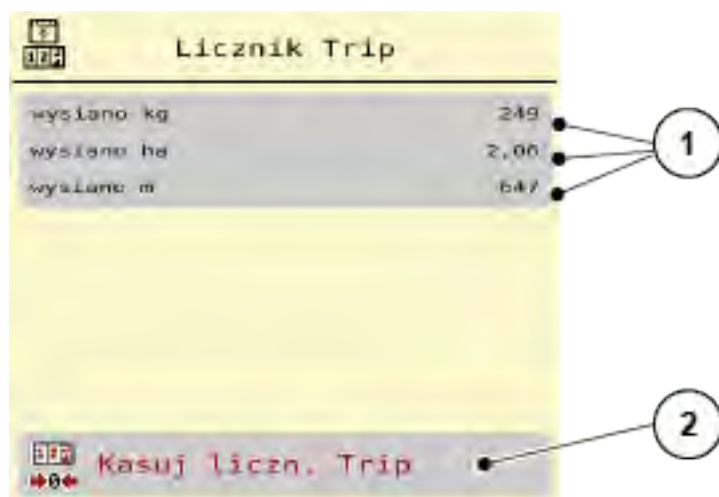 Licznik Trip
wysiano kg 249
wysiano ha 2,06
wysiano m 647
1
Kasuj liczn. Trip
2